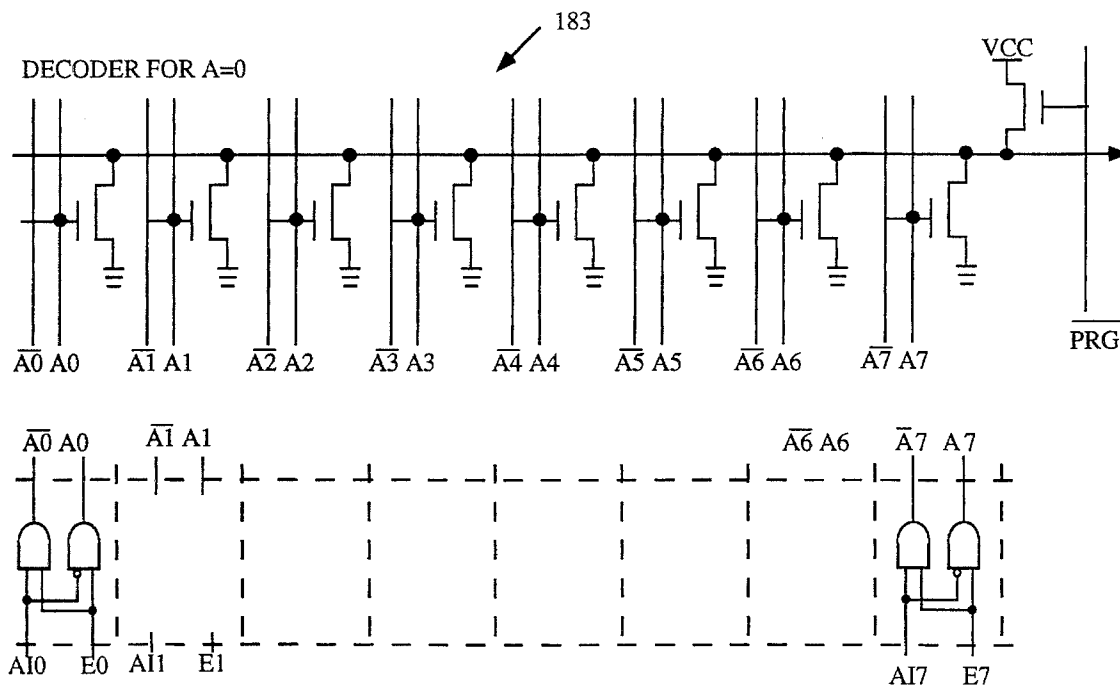 183
VCC
DECODER FOR A=0
A̅0̅ A0 A̅1̅ A1 A̅2̅ A2 A̅3̅ A3 A̅4̅ A4 A̅5̅ A5 A̅6̅ A6 A̅7̅ A7
P̅R̅G̅
A̅0̅ A0 A̅1̅ A1 A̅6̅ A6 A̅7 A7
AI0 E0 AI1 E1 AI7 E7